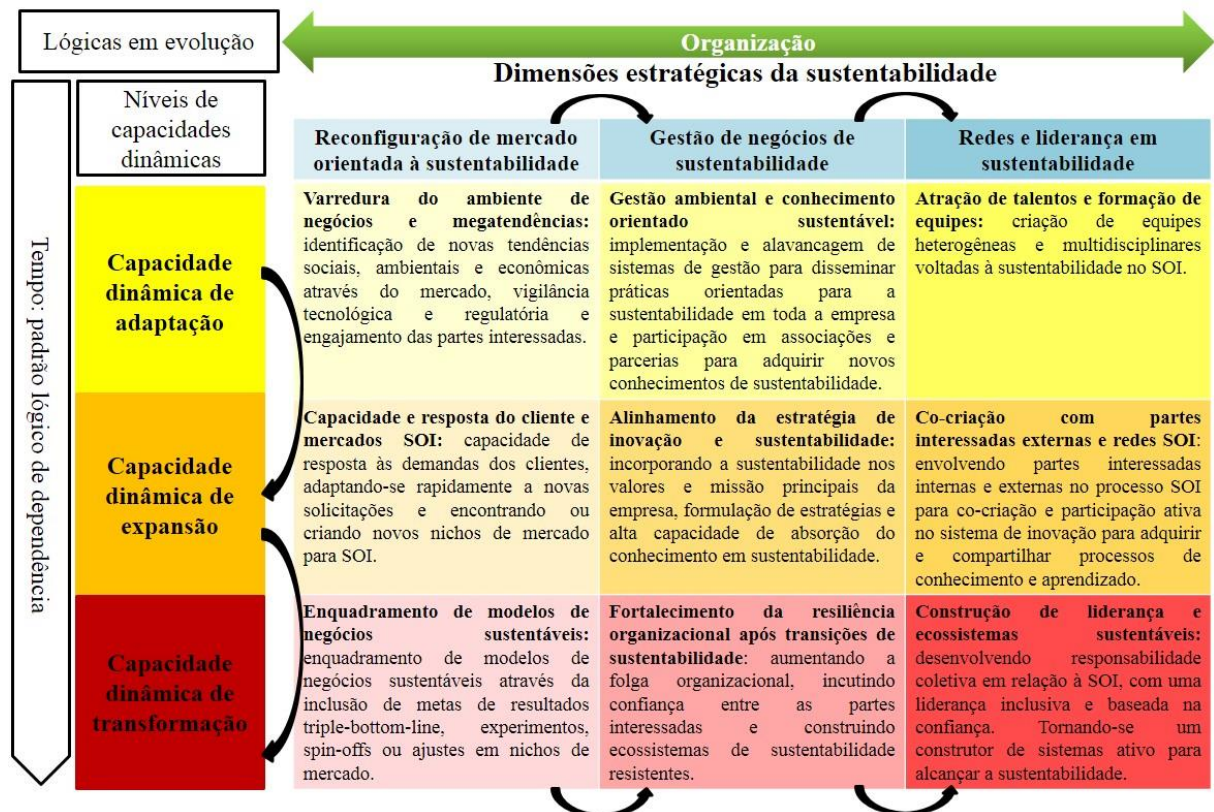 Lógicas em evolução
Organização
Dimensões estratégicas da sustentabilidade
Níveis de
capacidades
dinâmicas
Reconfiguração de mercado
orientada à sustentabilidade
Gestão de negócios de
sustentabilidade
Redes e liderança em
sustentabilidade
Tempo: padrão lógico de dependência
Capacidade
dinâmica de
adaptação
Varredura do ambiente de
negócios e megatendências:
identificação de novas tendências
sociais, ambientais e econômicas
através do mercado, vigilância
tecnológica e regulatória e
engajamento das partes interessadas.
Gestão ambiental e conhecimento
orientado sustentável:
implementação e alavancagem de
sistemas de gestão para disseminar
práticas orientadas para a
sustentabilidade em toda a empresa
e participação em associações e
parcerias para adquirir novos
conhecimentos de sustentabilidade.
Atração de talentos e formação de
equipes: criação de equipes
heterogêneas e multidisciplinares
voltadas à sustentabilidade no SOI.
Capacidade
dinâmica de
expansão
Capacidade e resposta do cliente e
mercados SOI: capacidade de
resposta às demandas dos clientes,
adaptando-se rapidamente a novas
solicitações e encontrando ou
criando novos nichos de mercado
para SOI.
Alinhamento da estratégia de
inovação e sustentabilidade:
incorporando a sustentabilidade nos
valores e missão principais da
empresa, formulação de estratégias e
alta capacidade de absorção do
conhecimento em sustentabilidade.
Co-criação com partes
interessadas externas e redes SOI:
envolvendo partes interessadas
internas e externas no processo SOI
para co-criação e participação ativa
no sistema de inovação para adquirir
e compartilhar processos de
conhecimento e aprendizado.
Capacidade
dinâmica de
transformação
Enquadramento de modelos de
negócios sustentáveis:
enquadramento de modelos de
negócios sustentáveis através da
inclusão de metas de resultados
triple-bottom-line, experimentos,
spin-offs ou ajustes em nichos de
mercado.
Fortalecimento da resiliência
organizacional após transições de
sustentabilidade: aumentando a
folga organizacional, incutindo
confiança entre as partes
interessadas e construindo
ecossistemas de sustentabilidade
resistentes.
Construção de liderança e
ecossistemas sustentáveis:
desenvolvendo responsabilidade
coletiva em relação à SOI, com uma
liderança inclusiva e baseada na
confiança. Tornando-se um
construtor de sistemas ativo para
alcançar a sustentabilidade.